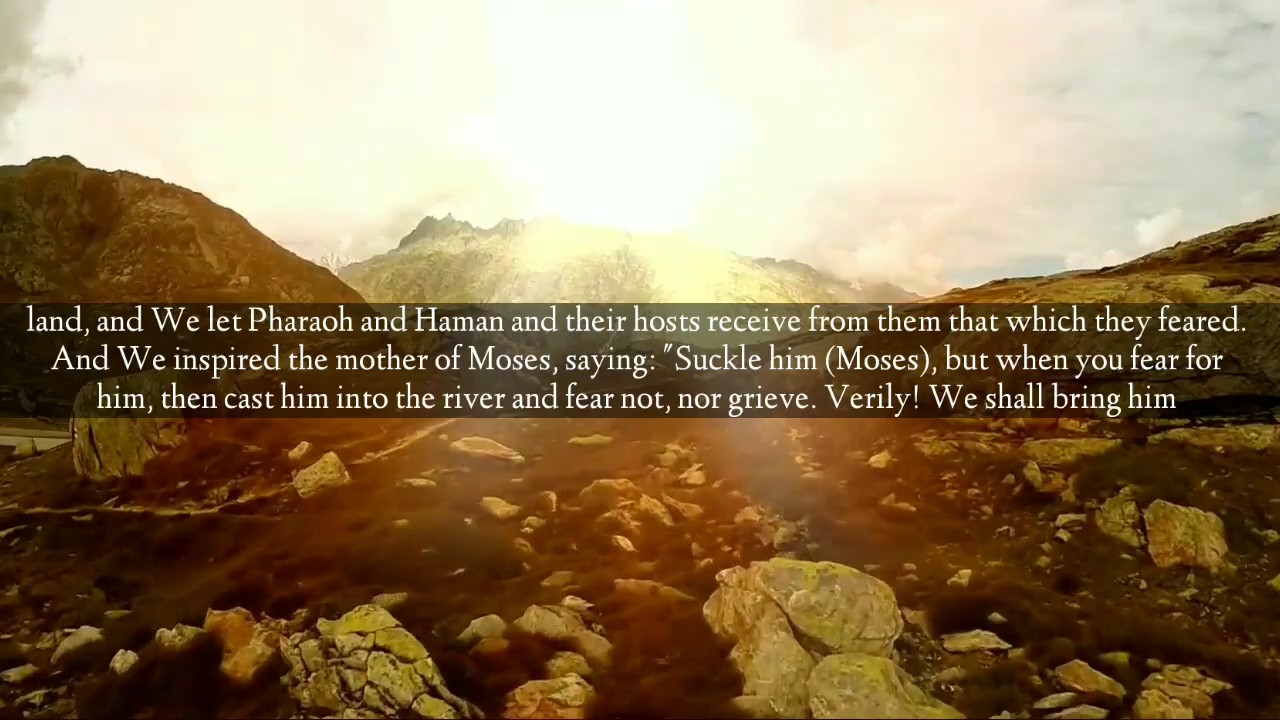 land, and We let Pharaoh and Haman and their hosts receive from them that which they feared.
And We inspired the mother of Moses, saying: "Suckle him (Moses), but when you fear for
him, then cast him into the river and fear not, nor grieve. Verily! We shall bring him